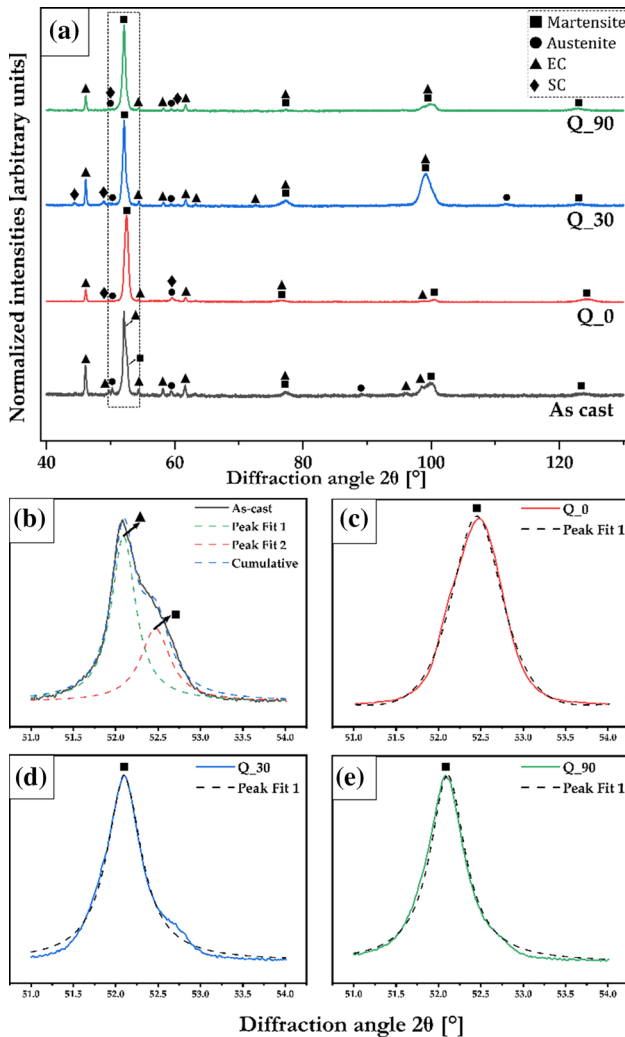 (a)
Normalized intensities [arbitrary units]
■ Martensite
● Austenite
▲ EC
◆ SC
Q_90
Q_30
Q_0
As cast
40 60 80 100 120
Diffraction angle 2θ [°]
(b)
As-cast
Peak Fit 1
Peak Fit 2
Cumulative
51.0 51.5 52.0 52.5 53.0 53.5 54.0
(c)
Q_0
Peak Fit 1
51.0 51.5 52.0 52.5 53.0 53.5 54.0
(d)
Q_30
Peak Fit 1
51.0 51.5 52.0 52.5 53.0 53.5 54.0
(e)
Q_90
Peak Fit 1
51.0 51.5 52.0 52.5 53.0 53.5 54.0
Diffraction angle 2θ [°]